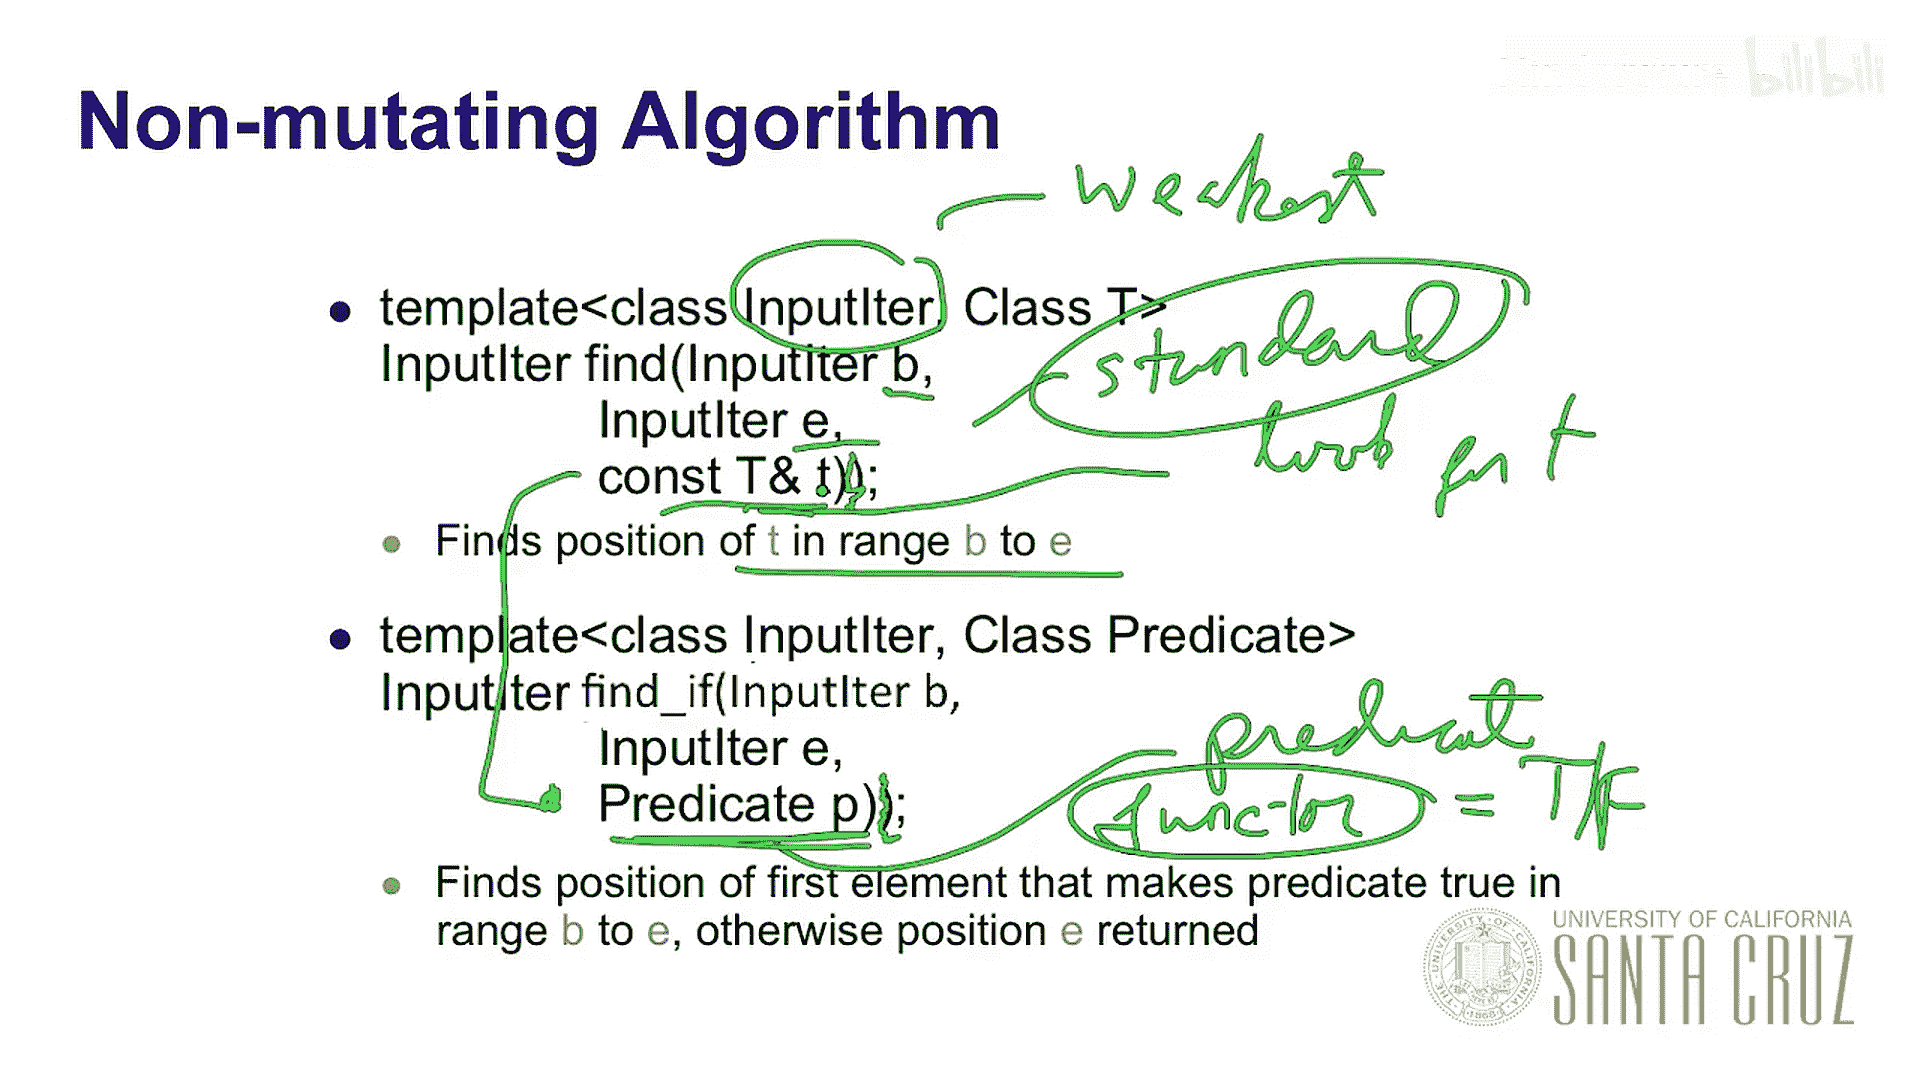 Non-mutating Algorithm
weakest
template<class InputIter, Class T>
InputIter find(InputIter b,
InputIter e,
const T& t));
standard
look for t
Finds position of t in range b to e
template<class InputIter, Class Predicate>
InputIter find_if(InputIter b,
InputIter e,
Predicate p));
predicate
functor = T/F
Finds position of first element that makes predicate true in
range b to e, otherwise position e returned
UNIVERSITY OF CALIFORNIA
SANTA CRUZ
bilibili